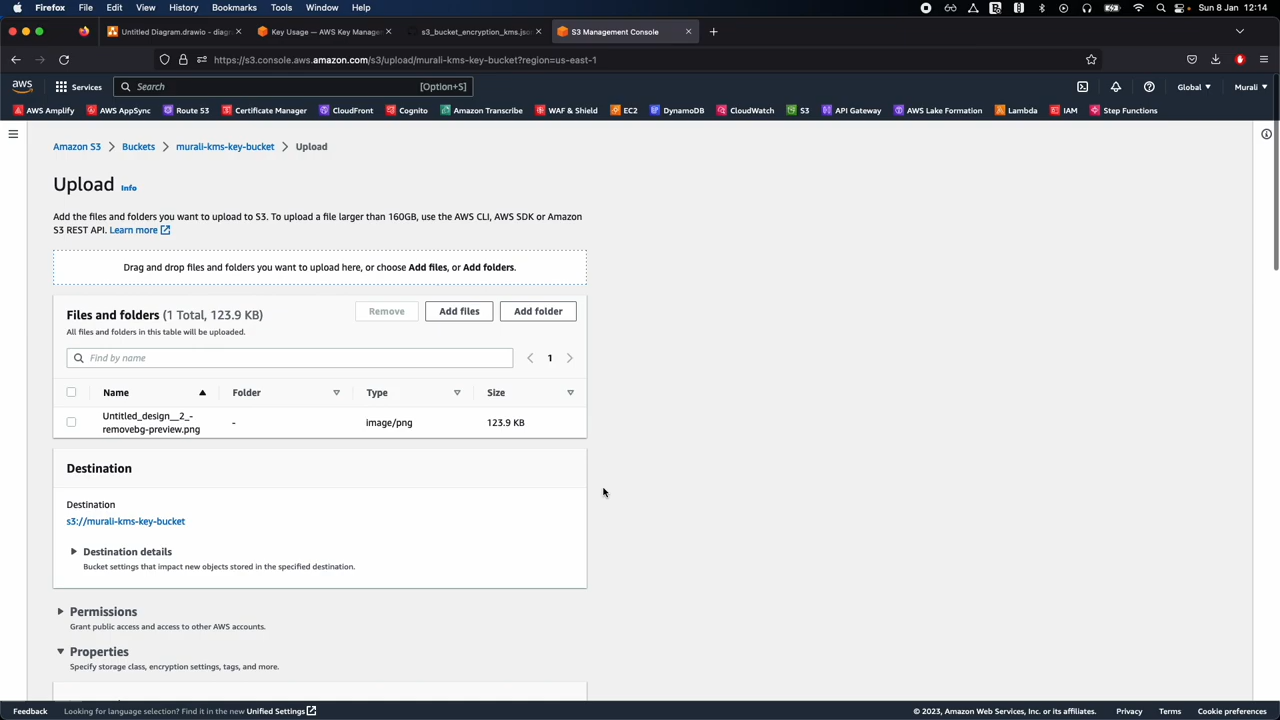 Firefox File Edit View History Bookmarks Tools Window Help Sun 8 Jan 12:14
Untitled Diagram.drawio - diag Key Usage — AWS Key Manage s3_bucket_encryption_kms.jso S3 Management Console
https://s3.console.aws.amazon.com/s3/upload/murali-kms-key-bucket?region=us-east-1
aws Services Search [Option+S] Global Murali
AWS Amplify AWS AppSync Route 53 Certificate Manager CloudFront Cognito Amazon Transcribe WAF & Shield EC2 DynamoDB CloudWatch S3 API Gateway AWS Lake Formation Lambda IAM Step Functions
Amazon S3 Buckets murali-kms-key-bucket Upload
Upload Info
Add the files and folders you want to upload to S3. To upload a file larger than 160GB, use the AWS CLI, AWS SDK or Amazon
S3 REST API. Learn more
Drag and drop files and folders you want to upload here, or choose Add files, or Add folders.
Files and folders (1 Total, 123.9 KB) Remove Add files Add folder
All files and folders in this table will be uploaded.
Find by name 1
Name Folder Type Size
Untitled_design__2_-
removebg-preview.png - image/png 123.9 KB
Destination
Destination
s3://murali-kms-key-bucket
Destination details
Bucket settings that impact new objects stored in the specified destination.
Permissions
Grant public access and access to other AWS accounts.
Properties
Specify storage class, encryption settings, tags, and more.
Feedback Looking for language selection? Find it in the new Unified Settings © 2023, Amazon Web Services, Inc. or its affiliates. Privacy Terms Cookie preferences